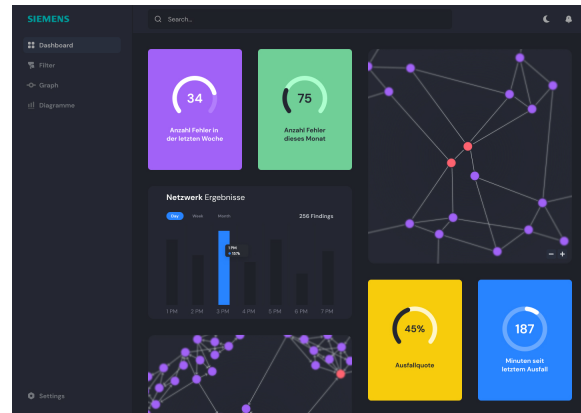 SIEMENS
Search...
Dashboard
Filter
Graph
Diagramme
Settings
34
Anzahl Fehler in
der letzten Woche
75
Anzahl Fehler
dieses Monat
Netzwerk Ergebnisse
Day Week Month 256 Findings
1 PM 2 PM 3 PM 4 PM 5 PM 6 PM 7 PM
45%
Ausfallquote
187
Minuten seit
letztem Ausfall